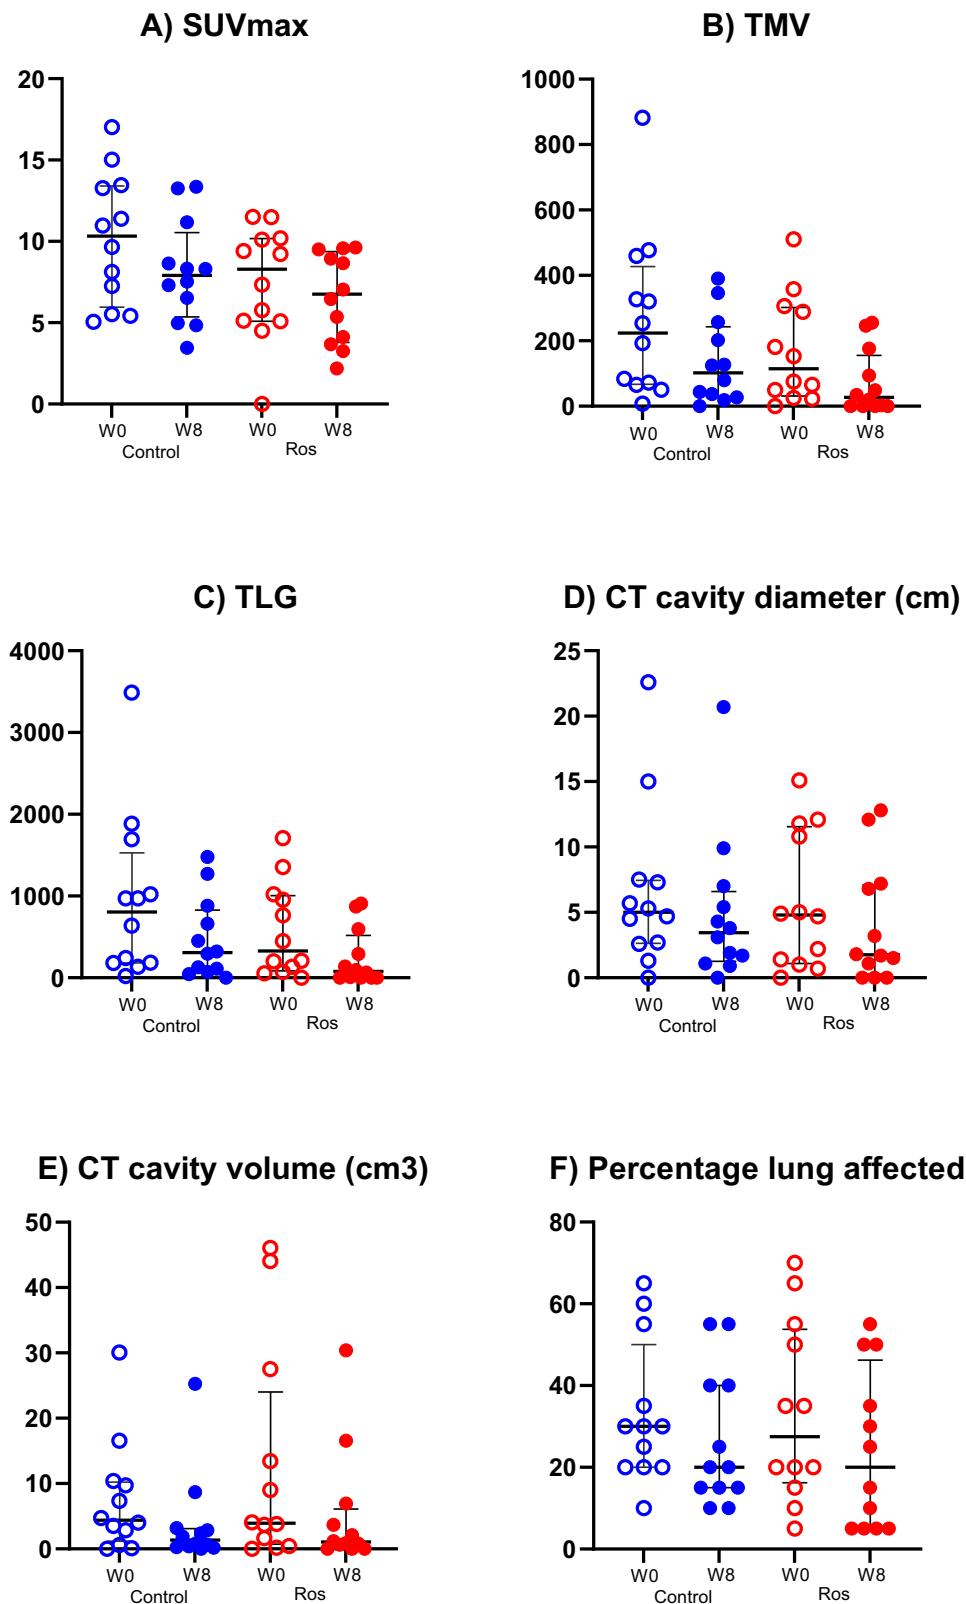 A) SUVmax
B) TMV
20
15
10
5
0
W0 W8 W0 W8
Control Ros
1000
800
600
400
200
0
W0 W8 W0 W8
Control Ros
C) TLG
D) CT cavity diameter (cm)
4000
3000
2000
1000
0
W0 W8 W0 W8
Control Ros
25
20
15
10
5
0
W0 W8 W0 W8
Control Ros
E) CT cavity volume (cm3)
F) Percentage lung affected
50
40
30
20
10
0
W0 W8 W0 W8
Control Ros
80
60
40
20
0
W0 W8 W0 W8
Control Ros